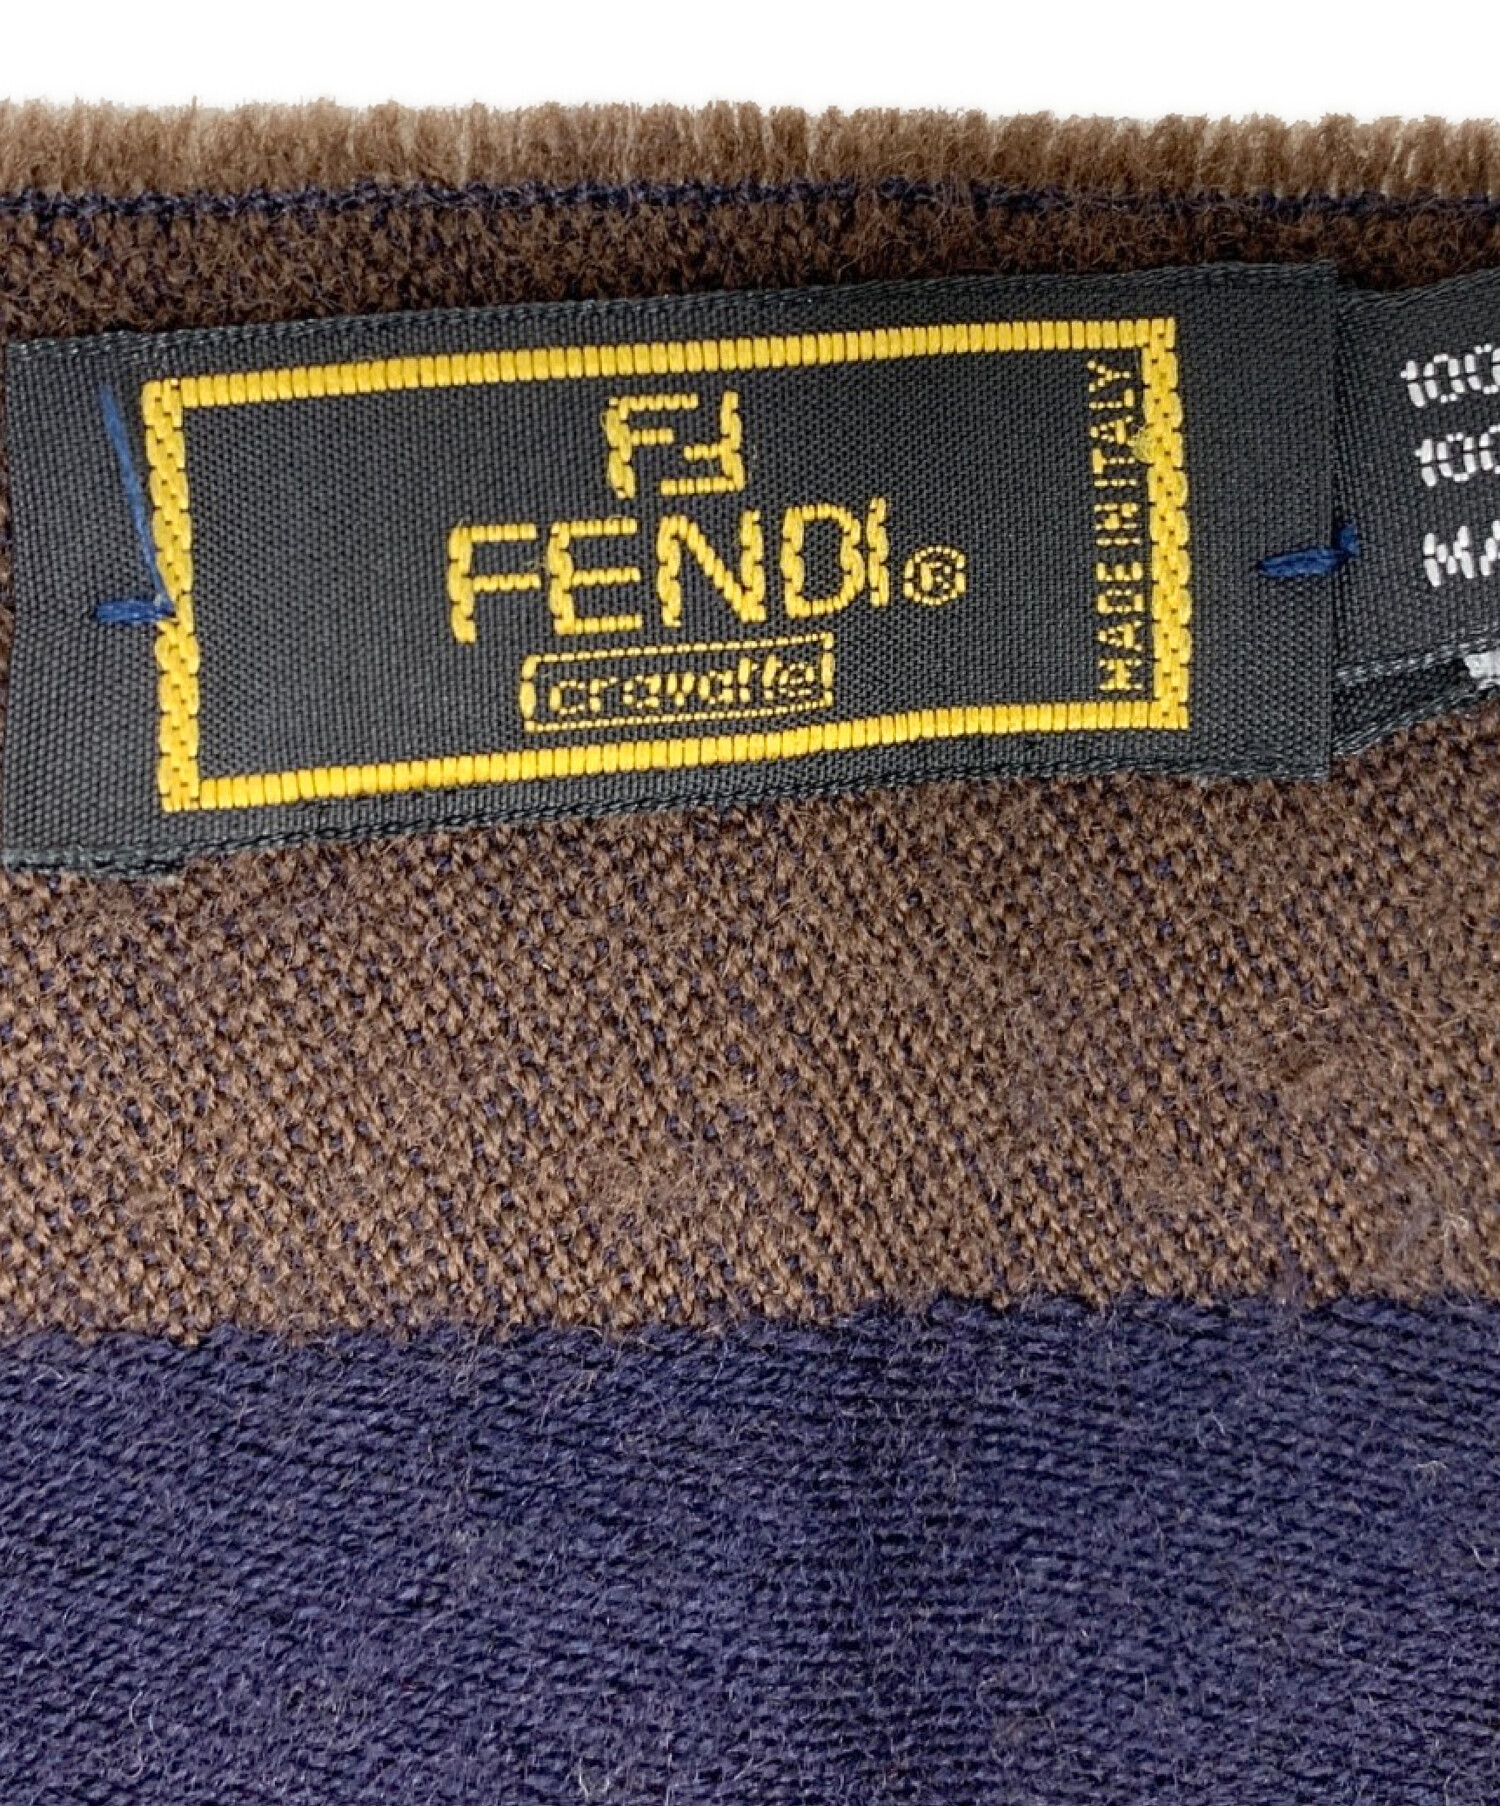 FF
FENDI®
cravatte
MADE IN ITALY
100
100
MA